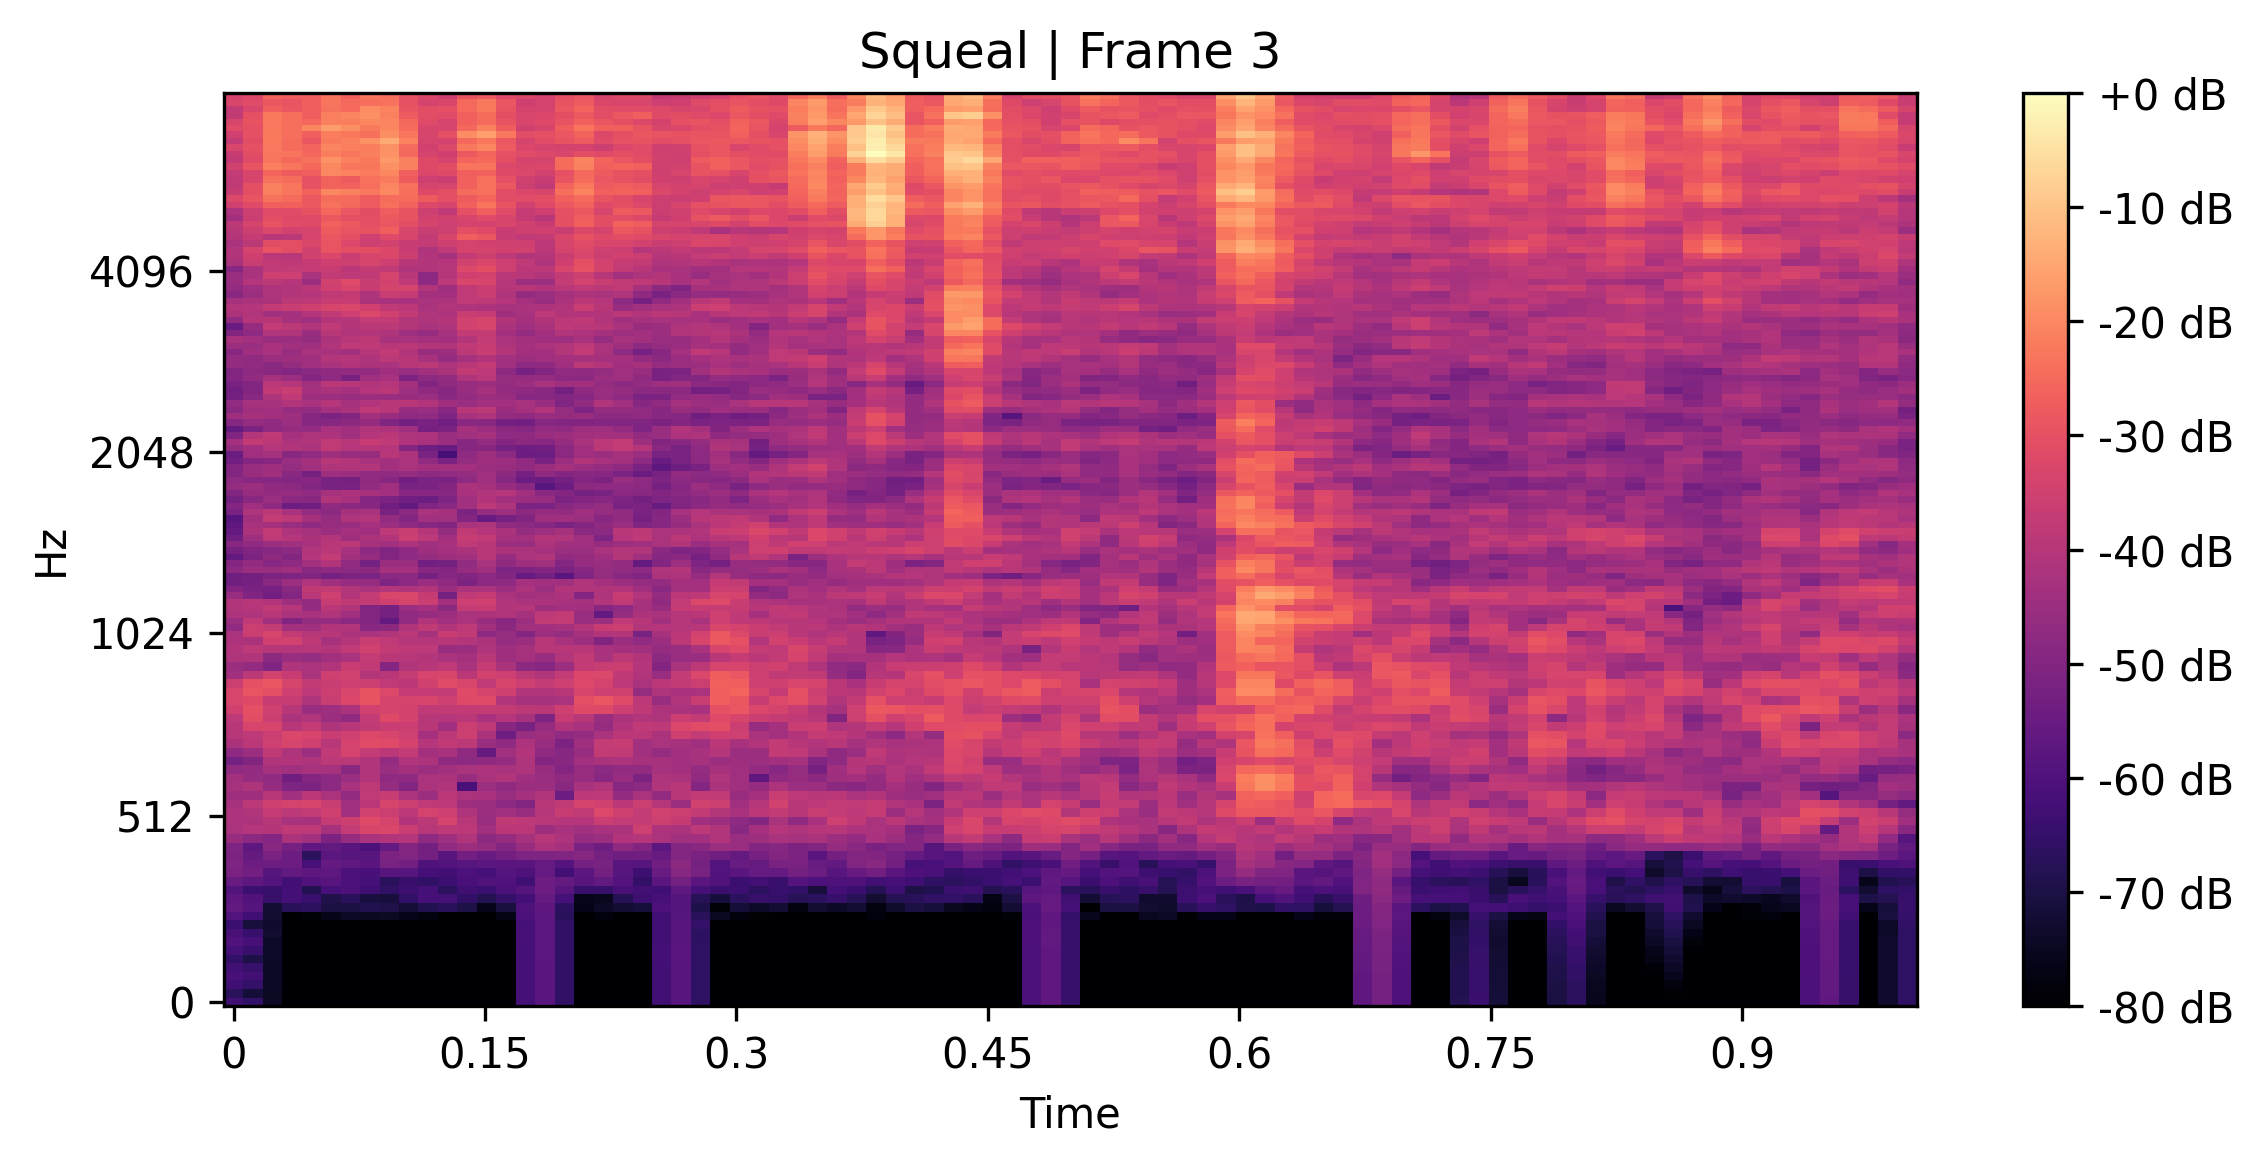 Squeal | Frame 3
+0 dB
-10 dB
-20 dB
-30 dB
-40 dB
-50 dB
-60 dB
-70 dB
-80 dB
Hz
4096
2048
1024
512
0
0 0.15 0.3 0.45 0.6 0.75 0.9
Time